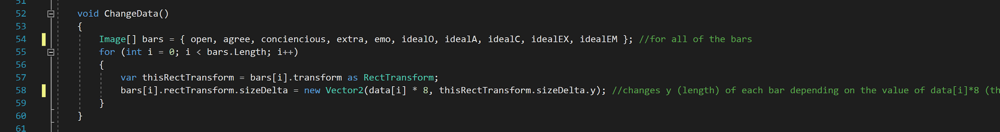 51
52 void ChangeData()
53 {
54 Image[] bars = { open, agree, conciencious, extra, emo, idealO, idealA, idealC, idealEX, idealEM }; //for all of the bars
55 for (int i = 0; i < bars.Length; i++)
56 {
57 var thisRectTransform = bars[i].transform as RectTransform;
58 bars[i].rectTransform.sizeDelta = new Vector2(data[i] * 8, thisRectTransform.sizeDelta.y); //changes y (length) of each bar depending on the value of data[i]*8 (th
59 }
60 }
61